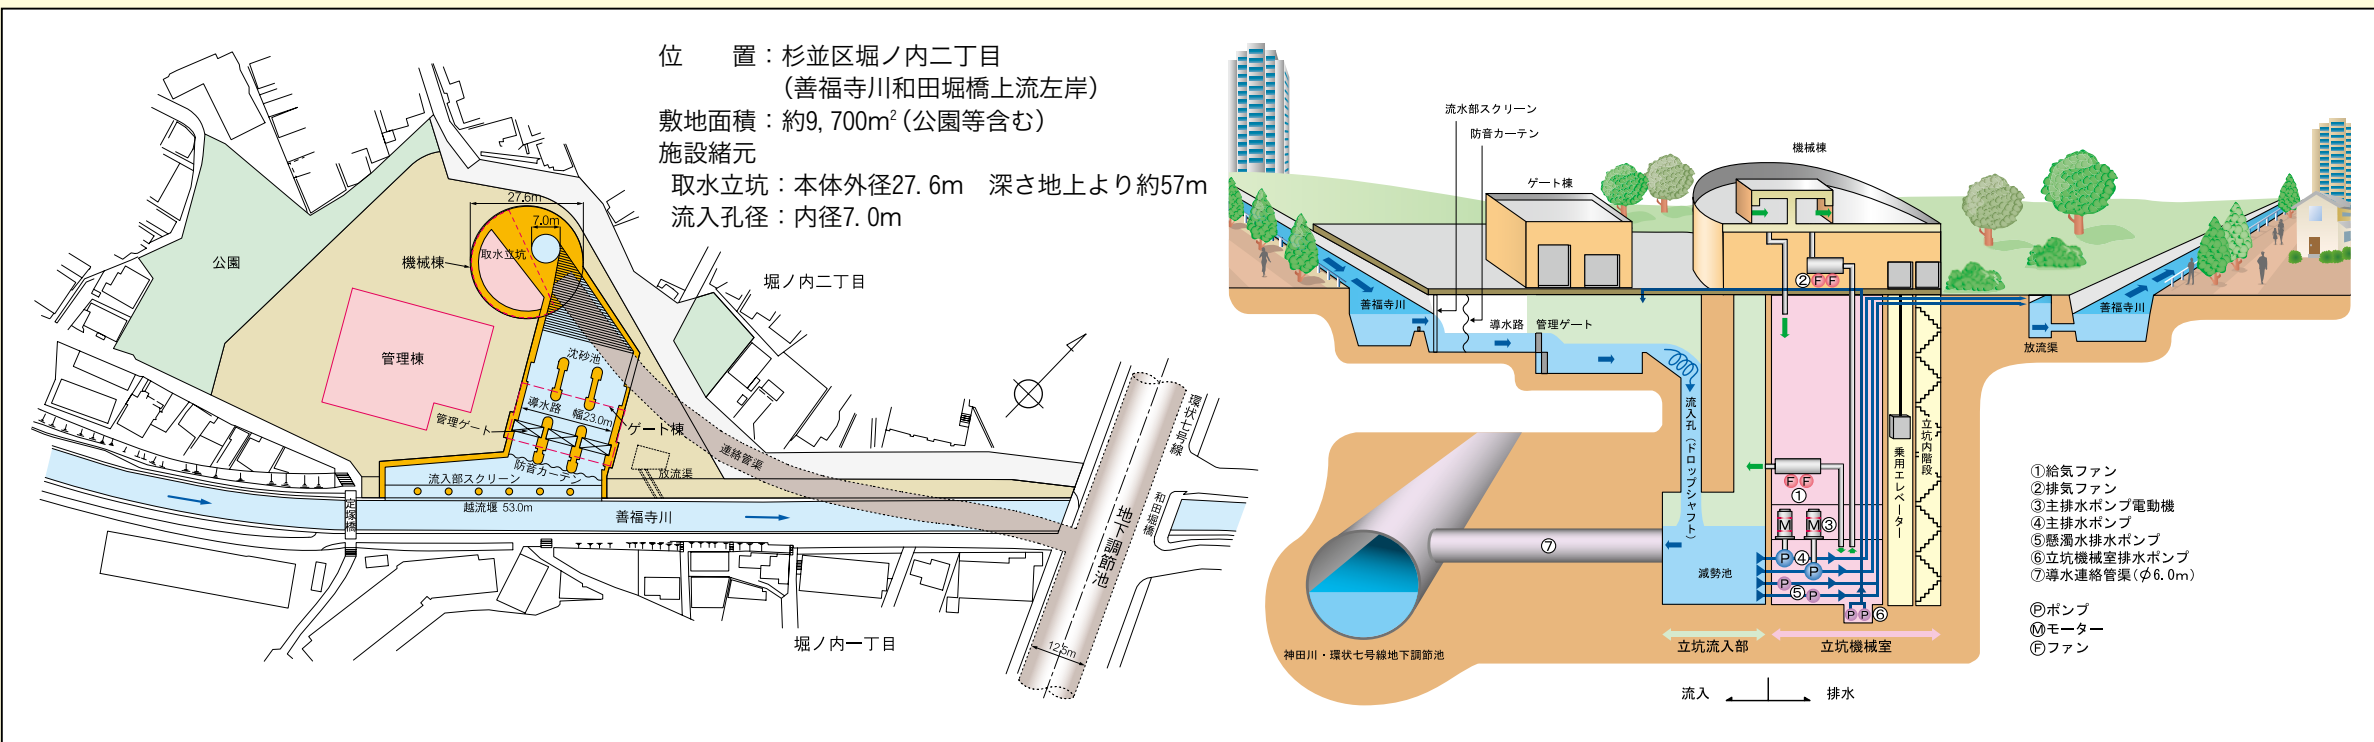 位　　置：杉並区堀ノ内二丁目
(善福寺川和田堀橋上流左岸)
敷地面積：約9,700m²(公園等含む)
施設緒元
取水立坑：本体外径27.6m　深さ地上より約57m
流入孔径：内径7.0m
27.6m
7.0m
取水立坑
機械棟
公園
堀ノ内二丁目
管理棟
沈砂池
導水路　幅23.0m
管理ゲート
ゲート棟
防音カーテン
流入部スクリーン
放流渠
連絡管渠
越流堰 53.0m
定塚橋
善福寺川
環状七号線
和田堀橋
地下調節池
堀ノ内一丁目
12.5m
流水部スクリーン
防音カーテン
ゲート棟
機械棟
善福寺川
導水路
管理ゲート
②
F F
善福寺川
放流渠
流入孔（ドロップシャフト）
乗用エレベーター
立坑内階段
F F
①
M M ③
P ④
P
P ⑤ P
P P ⑥
⑦
減勢池
神田川・環状七号線地下調節池
立坑流入部
立坑機械室
流入
排水
①給気ファン
②排気ファン
③主排水ポンプ電動機
④主排水ポンプ
⑤懸濁水排水ポンプ
⑥立坑機械室排水ポンプ
⑦導水連絡管渠(φ6.0m)
Ⓟポンプ
Ⓜモーター
Ⓕファン